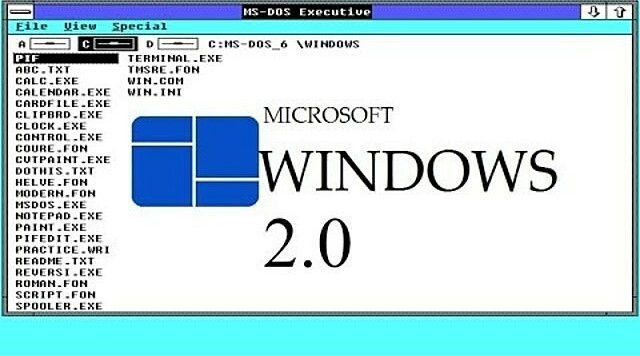 MS-DOS Executive
File View Special
A C D C:MS-DOS_6 \WINDOWS
PIF
ABC.TXT
CALC.EXE
CALENDAR.EXE
CARDFILE.EXE
CLIPBRD.EXE
CLOCK.EXE
CONTROL.EXE
COURE.FON
CVTPAINT.EXE
DOTHIS.TXT
HELVE.FON
MODERN.FON
MSDOS.EXE
NOTEPAD.EXE
PAINT.EXE
PIFEDIT.EXE
PRACTICE.WRI
README.TXT
REVERSI.EXE
ROMAN.FON
SCRIPT.FON
SPOOLER.EXE
TERMINAL.EXE
TMSRE.FON
WIN.COM
WIN.INI
MICROSOFT
WINDOWS
2.0